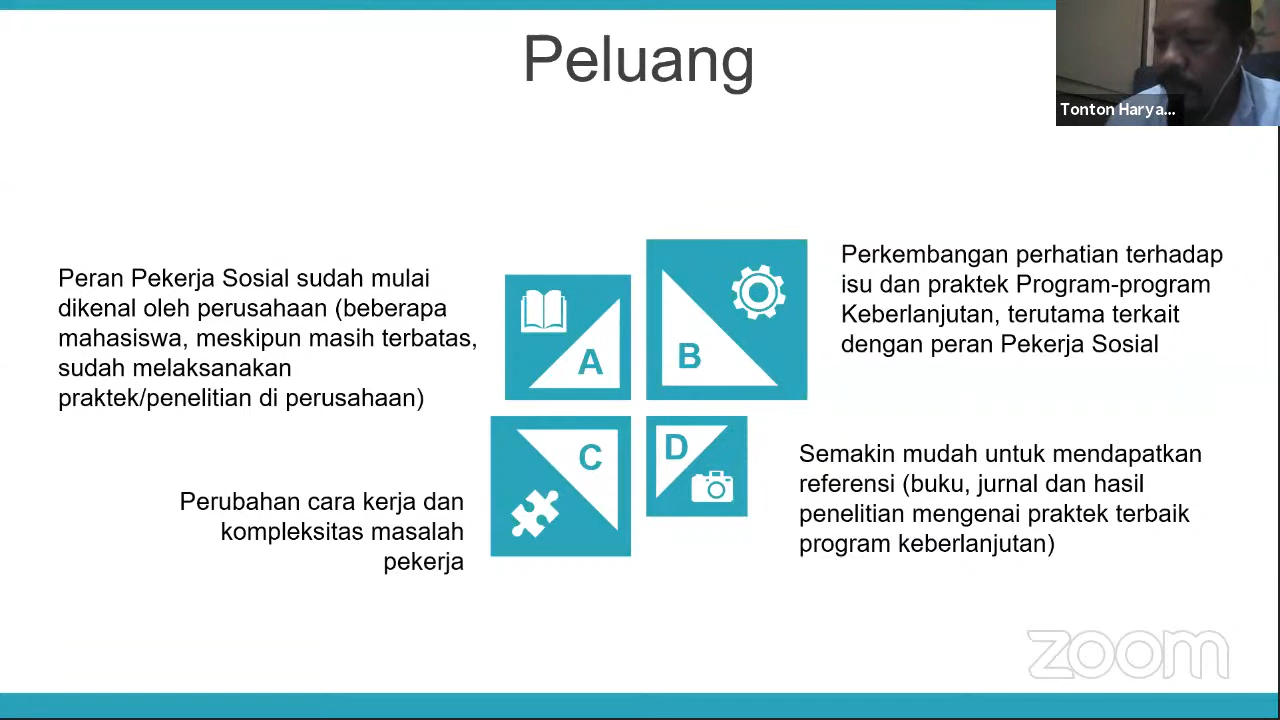 Peluang
Tonton Harya...
Peran Pekerja Sosial sudah mulai
dikenal oleh perusahaan (beberapa
mahasiswa, meskipun masih terbatas,
sudah melaksanakan
praktek/penelitian di perusahaan)
A
B
Perkembangan perhatian terhadap
isu dan praktek Program-program
Keberlanjutan, terutama terkait
dengan peran Pekerja Sosial
Perubahan cara kerja dan
kompleksitas masalah
pekerja
C
D
Semakin mudah untuk mendapatkan
referensi (buku, jurnal dan hasil
penelitian mengenai praktek terbaik
program keberlanjutan)
zoom